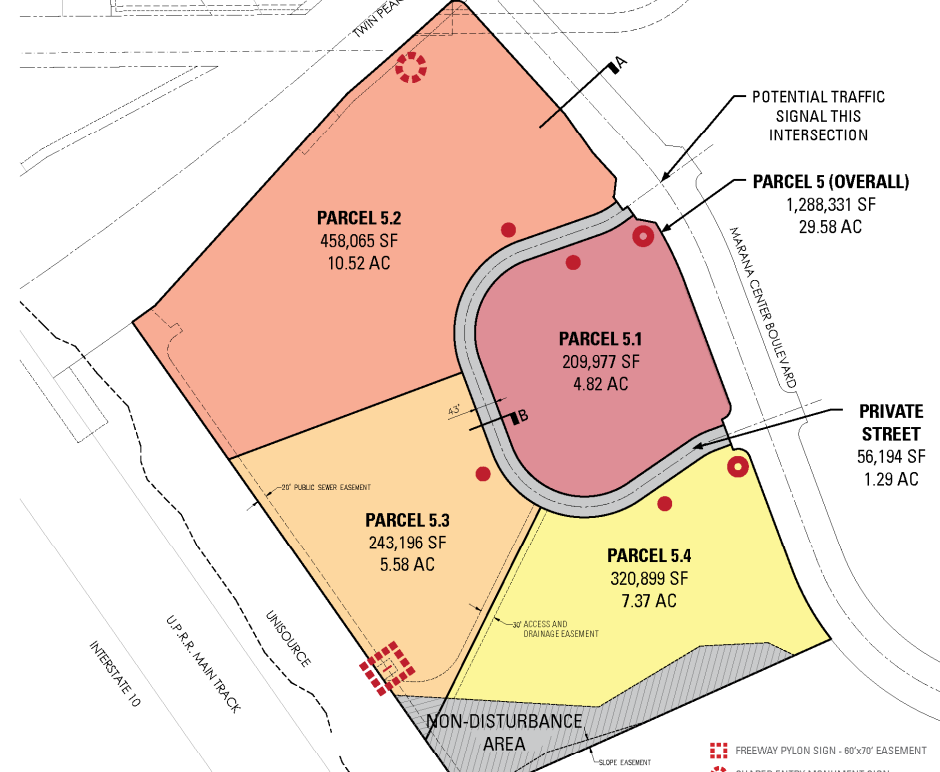 TWIN PEAK
A
POTENTIAL TRAFFIC
SIGNAL THIS
INTERSECTION
PARCEL 5 (OVERALL)
1,288,331 SF
29.58 AC
PARCEL 5.2
458,065 SF
10.52 AC
MARANA CENTER BOULEVARD
PARCEL 5.1
209,977 SF
4.82 AC
43'
B
PRIVATE
STREET
56,194 SF
1.29 AC
20' PUBLIC SEWER EASEMENT
PARCEL 5.3
243,196 SF
5.58 AC
PARCEL 5.4
320,899 SF
7.37 AC
30' ACCESS AND
DRAINAGE EASEMENT
UNISOURCE
U.P.R.R. MAIN TRACK
INTERSTATE 10
NON-DISTURBANCE
AREA
SLOPE EASEMENT
FREEWAY PYLON SIGN - 60'x70' EASEMENT
SHARED ENTRY MONUMENT SIGN